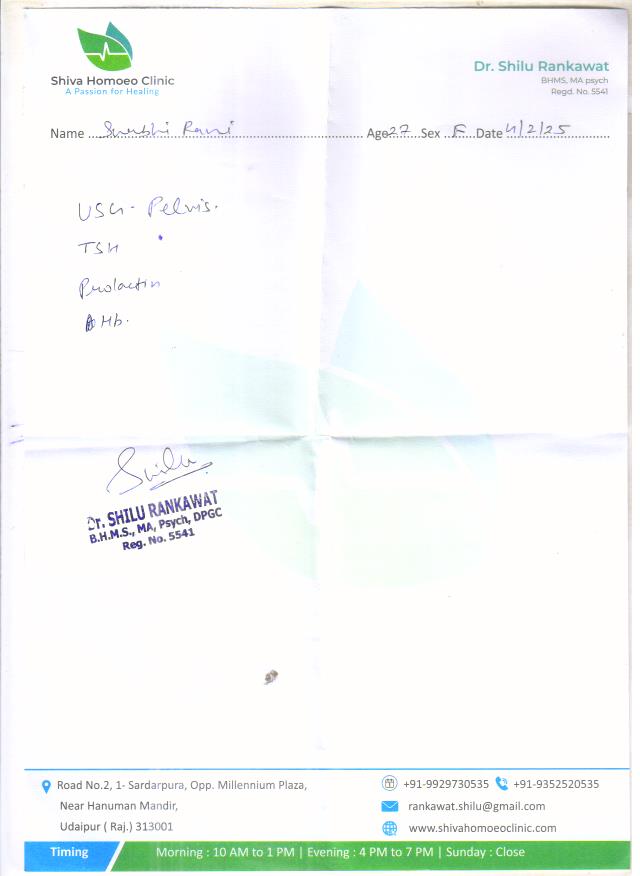 Shiva Homoeo Clinic
A Passion for Healing
Dr. Shilu Rankawat
BHMS, MA psych
Regd. No. 5541
Name Surbhi Rani Age 27 Sex F Date 4/2/25
USG - Pelvis.
TSH
Prolactin
Hb.
Shilu
Dr. SHILU RANKAWAT
B.H.M.S., MA, Psych, DPGC
Reg. No. 5541
Road No.2, 1- Sardarpura, Opp. Millennium Plaza,
Near Hanuman Mandir,
Udaipur ( Raj.) 313001
+91-9929730535 +91-9352520535
rankawat.shilu@gmail.com
www.shivahomoeoclinic.com
Timing Morning : 10 AM to 1 PM | Evening : 4 PM to 7 PM | Sunday : Close